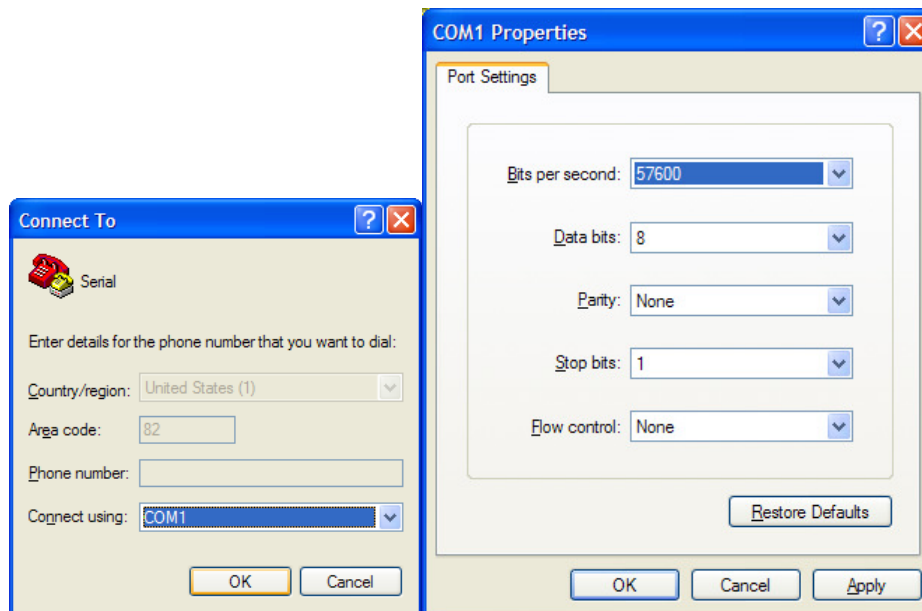 Connect To
Serial
Enter details for the phone number that you want to dial:
Country/region: United States (1)
Area code: 82
Phone number:
Connect using: COM1
OK Cancel
COM1 Properties
Port Settings
Bits per second: 57600
Data bits: 8
Parity: None
Stop bits: 1
Flow control: None
Restore Defaults
OK Cancel Apply